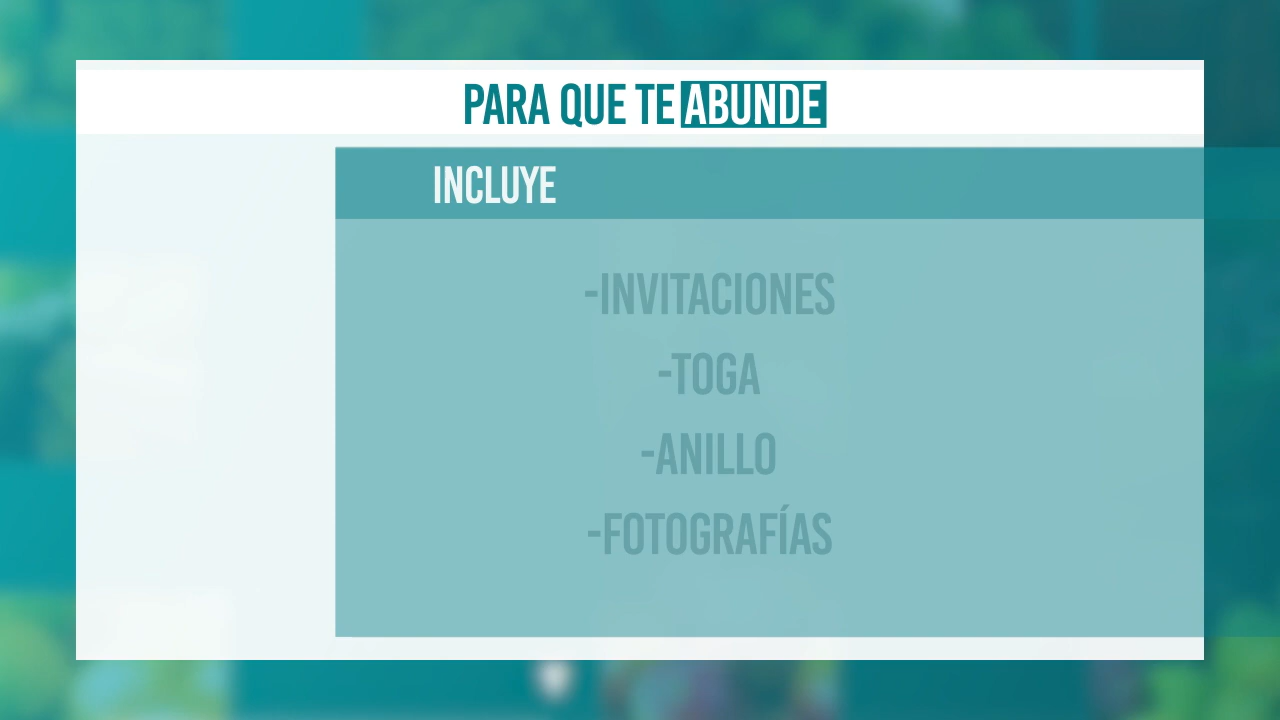 PARA QUE TE ABUNDE
INCLUYE
-INVITACIONES
-TOGA
-ANILLO
-FOTOGRAFÍAS